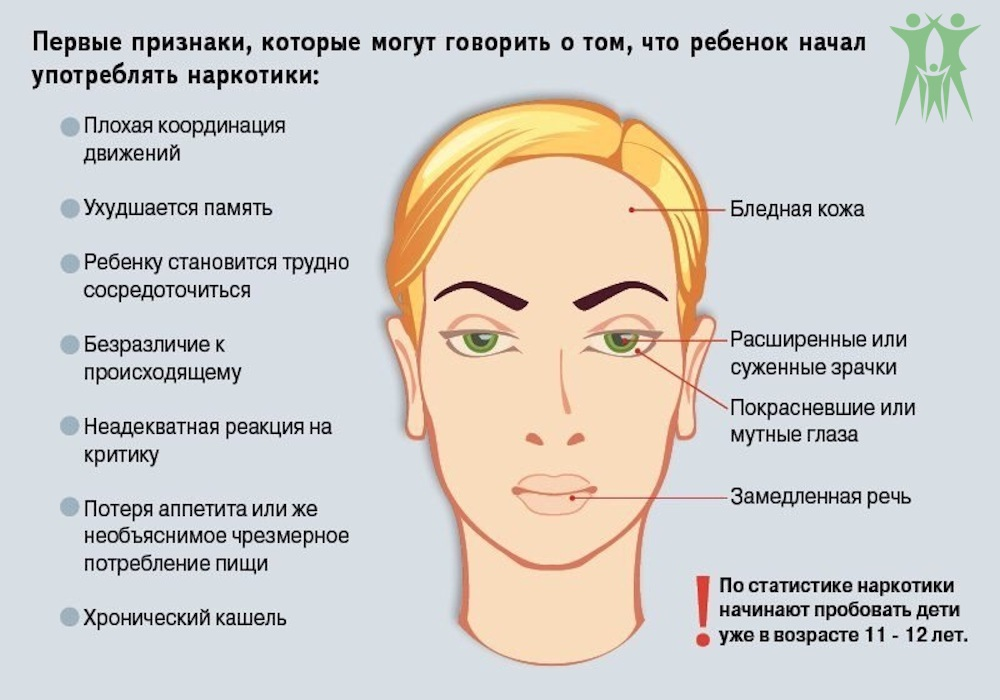 Первые признаки, которые могут говорить о том, что ребенок начал
употреблять наркотики:
Плохая координация
движений
Ухудшается память
Ребенку становится трудно
сосредоточиться
Безразличие к
происходящему
Неадекватная реакция на
критику
Потеря аппетита или же
необъяснимое чрезмерное
потребление пищи
Хронический кашель
Бледная кожа
Расширенные или
суженные зрачки
Покрасневшие или
мутные глаза
Замедленная речь
! По статистике наркотики
начинают пробовать дети
уже в возрасте 11 - 12 лет.